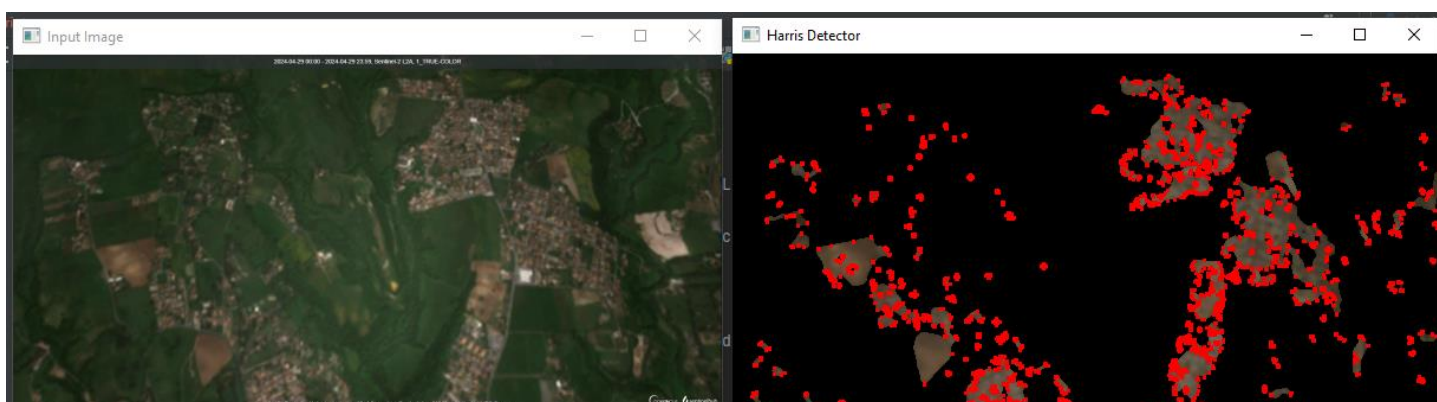 Input Image
Harris Detector
2024-04-29 00:00 - 2024-04-29 23:59, Sentinel-2 L2A, 1_TRUE-COLOR
L
c
d